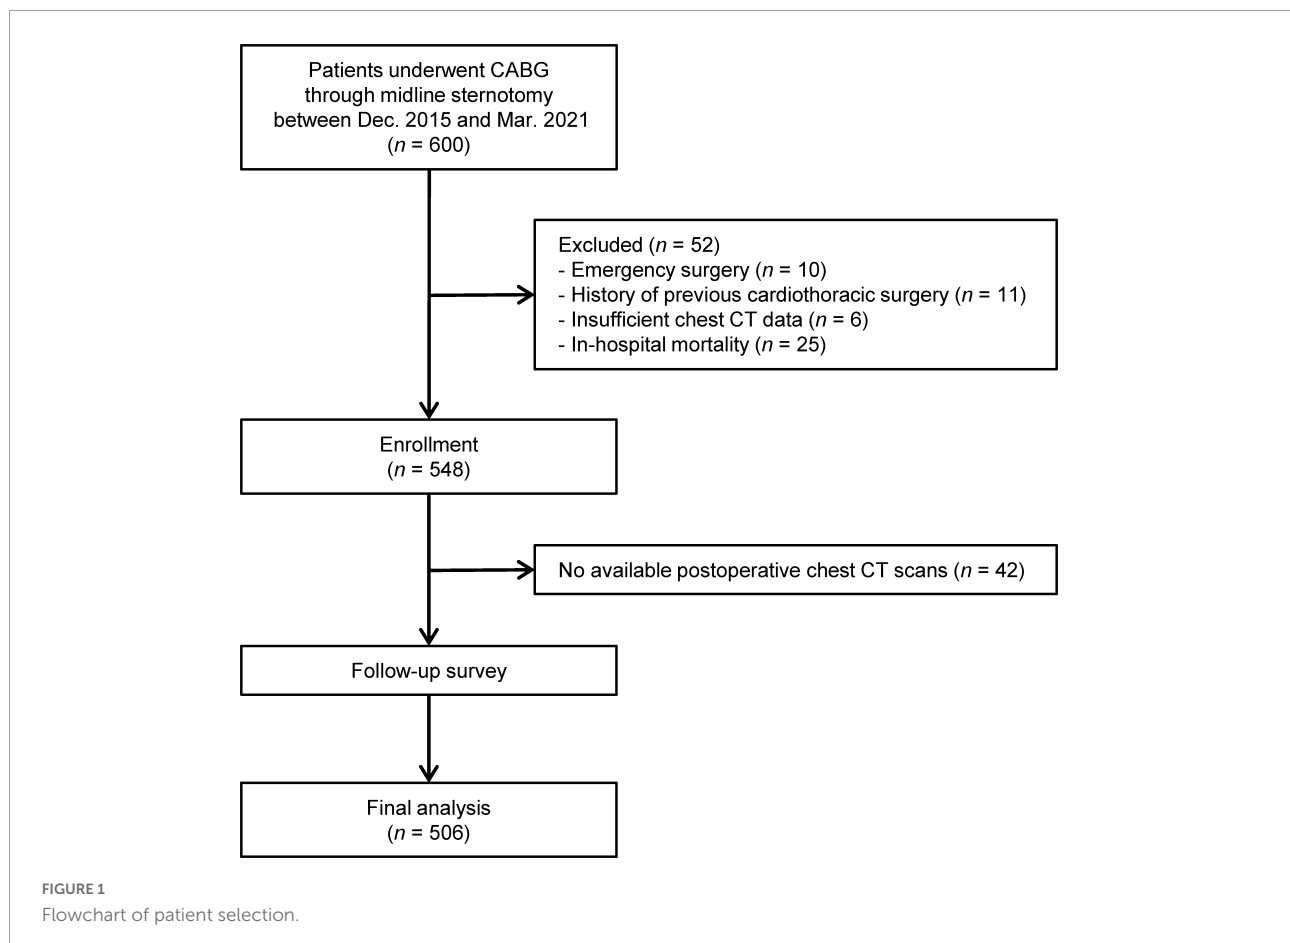 Patients underwent CABG
through midline sternotomy
between Dec. 2015 and Mar. 2021
(n = 600)
Excluded (n = 52)
- Emergency surgery (n = 10)
- History of previous cardiothoracic surgery (n = 11)
- Insufficient chest CT data (n = 6)
- In-hospital mortality (n = 25)
Enrollment
(n = 548)
No available postoperative chest CT scans (n = 42)
Follow-up survey
Final analysis
(n = 506)
FIGURE 1
Flowchart of patient selection.